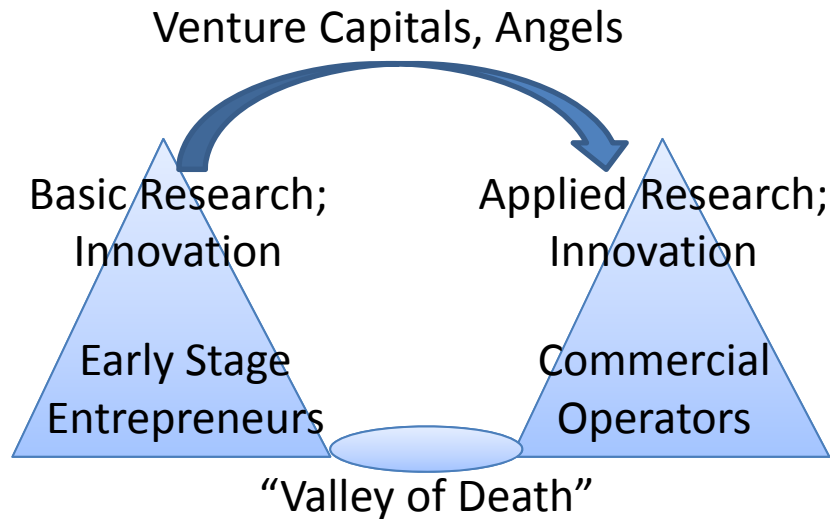 Venture Capitals, Angels
Basic Research;
Innovation
Early Stage
Entrepreneurs
Applied Research;
Innovation
Commercial
Operators
“Valley of Death”